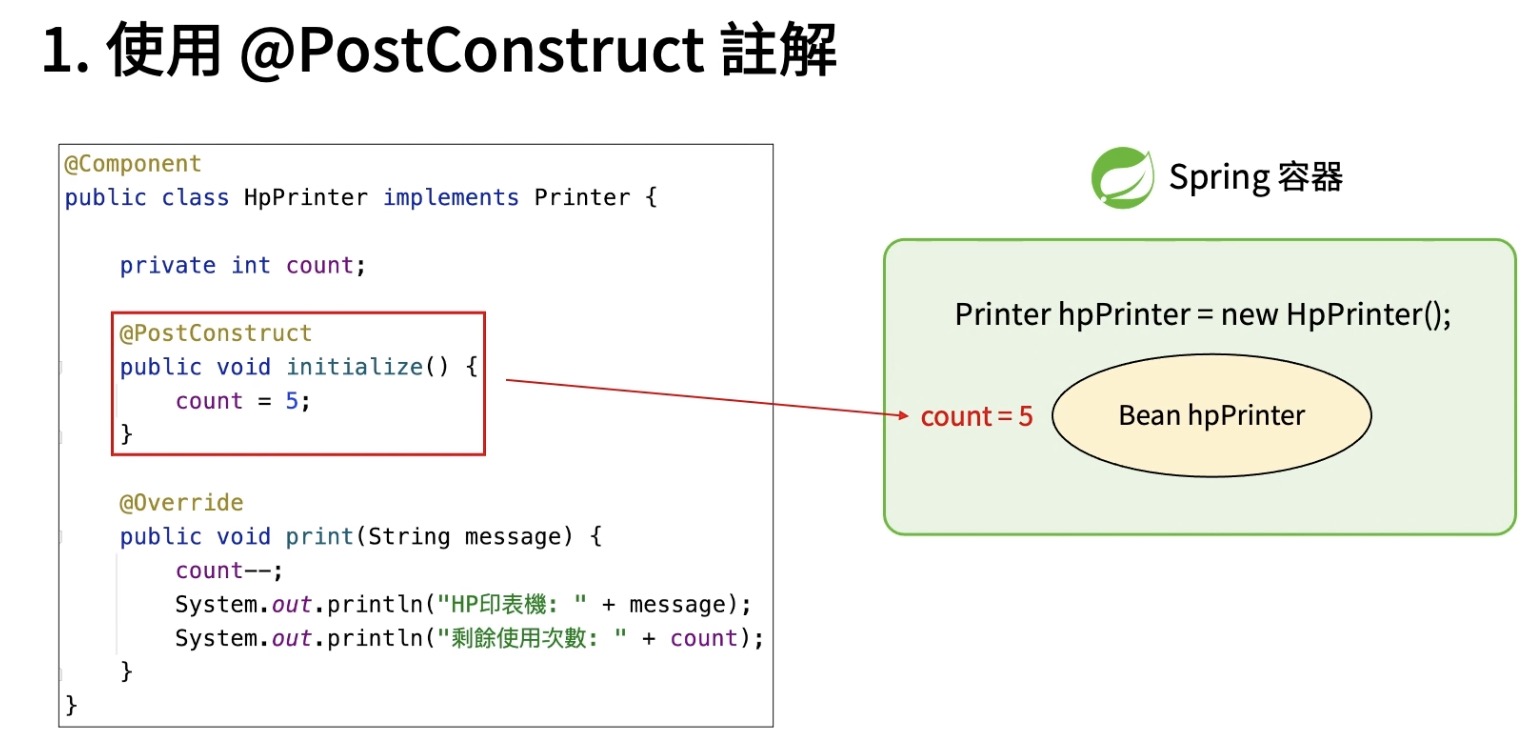 1. 使用 @PostConstruct 註解
@Component
public class HpPrinter implements Printer {
private int count;
@PostConstruct
public void initialize() {
count = 5;
}
@Override
public void print(String message) {
count--;
System.out.println("HP印表機: " + message);
System.out.println("剩餘使用次數: " + count);
}
}
Spring 容器
Printer hpPrinter = new HpPrinter();
count = 5
Bean hpPrinter